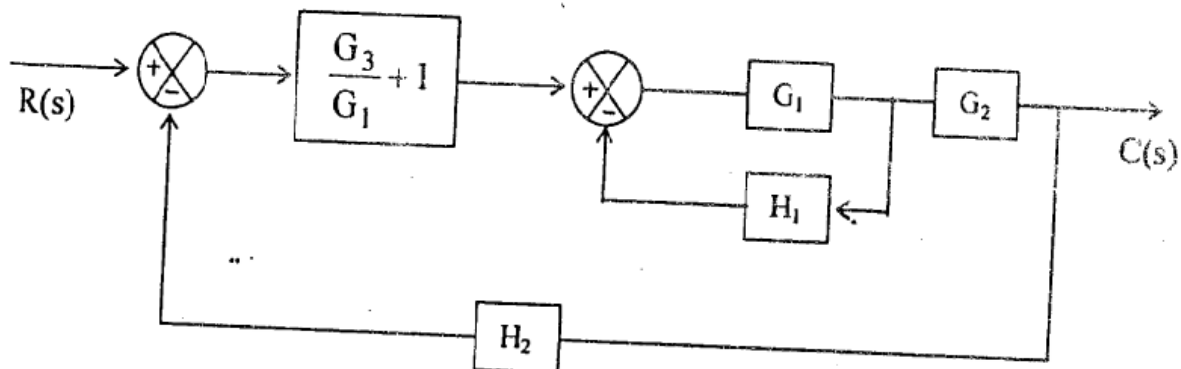 R(s)
+
-
G₃/G₁ + 1
+
-
G₁
G₂
C(s)
H₁
H₂